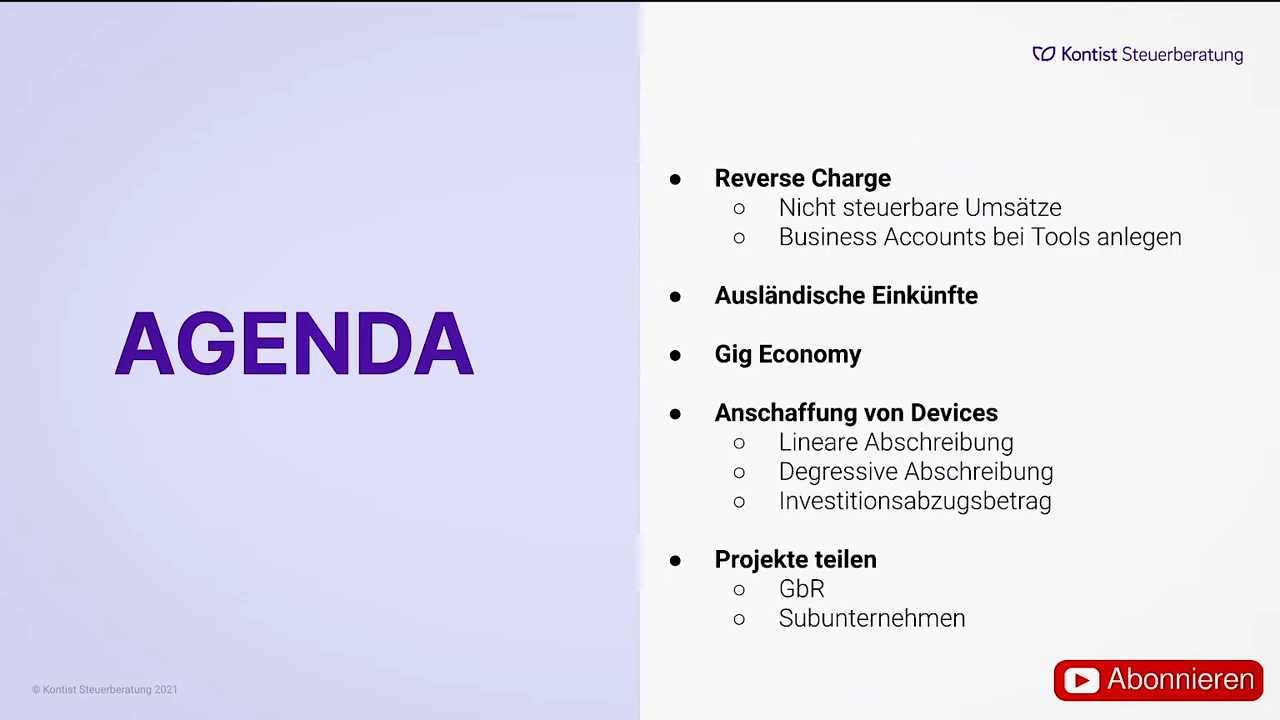 Kontist Steuerberatung
AGENDA
● Reverse Charge
○ Nicht steuerbare Umsätze
○ Business Accounts bei Tools anlegen
● Ausländische Einkünfte
● Gig Economy
● Anschaffung von Devices
○ Lineare Abschreibung
○ Degressive Abschreibung
○ Investitionsabzugsbetrag
● Projekte teilen
○ GbR
○ Subunternehmen
© Kontist Steuerberatung 2021
Abonnieren